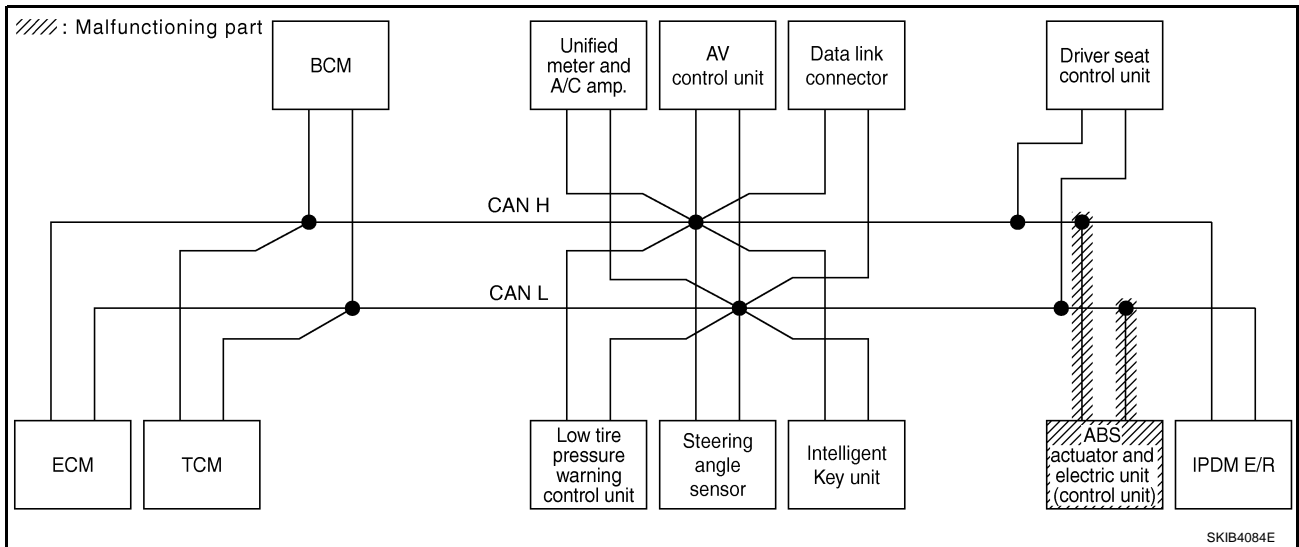 : Malfunctioning part
BCM
Unified
meter and
A/C amp.
AV
control unit
Data link
connector
Driver seat
control unit
CAN H
CAN L
ECM
TCM
Low tire
pressure
warning
control unit
Steering
angle
sensor
Intelligent
Key unit
ABS
actuator and
electric unit
(control unit)
IPDM E/R
SKIB4084E